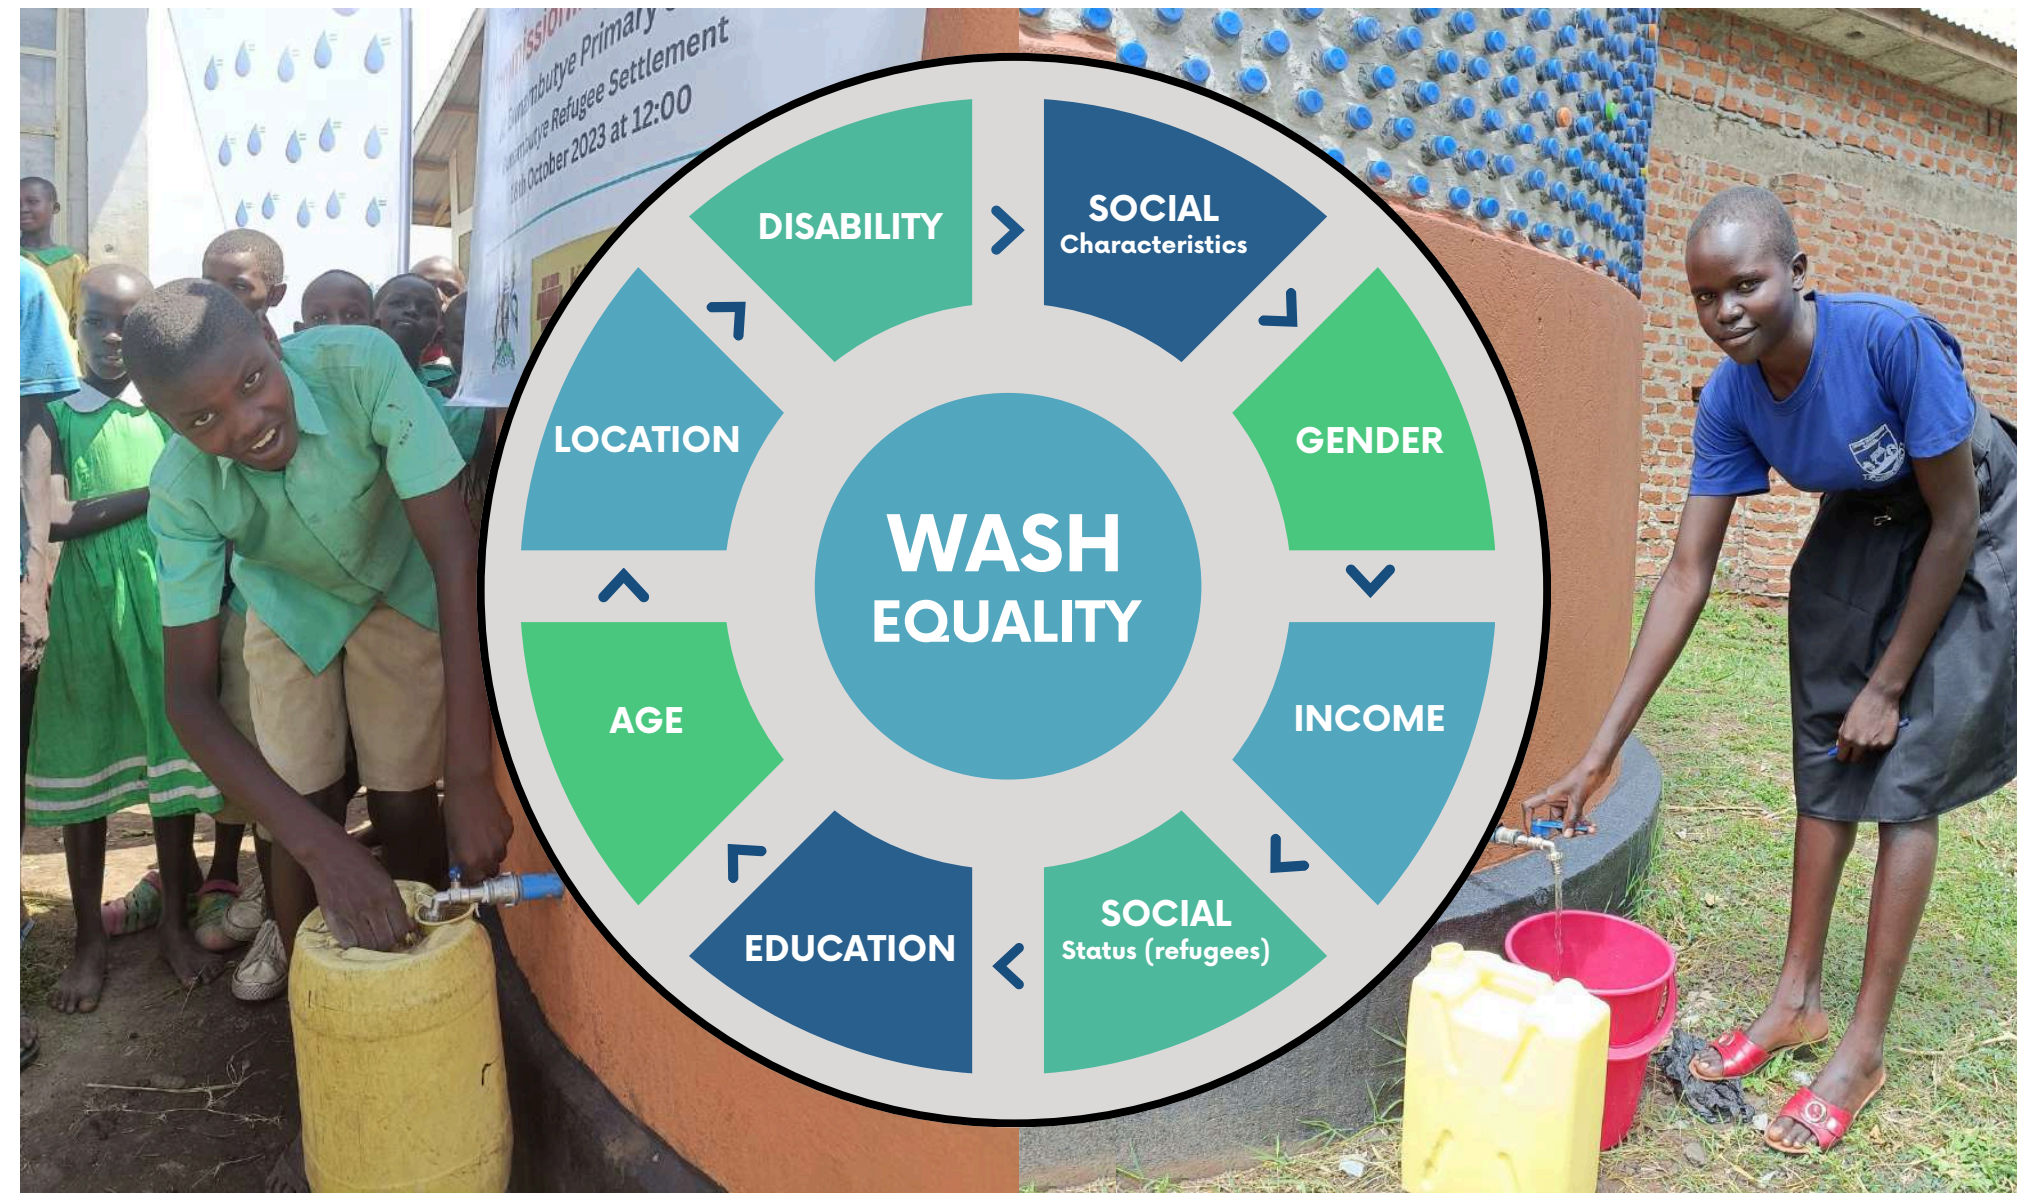 Primary
Refugee Settlement
October 2023 at 12:00
DISABILITY
SOCIAL
Characteristics
LOCATION
GENDER
WASH
EQUALITY
AGE
INCOME
EDUCATION
SOCIAL
Status (refugees)